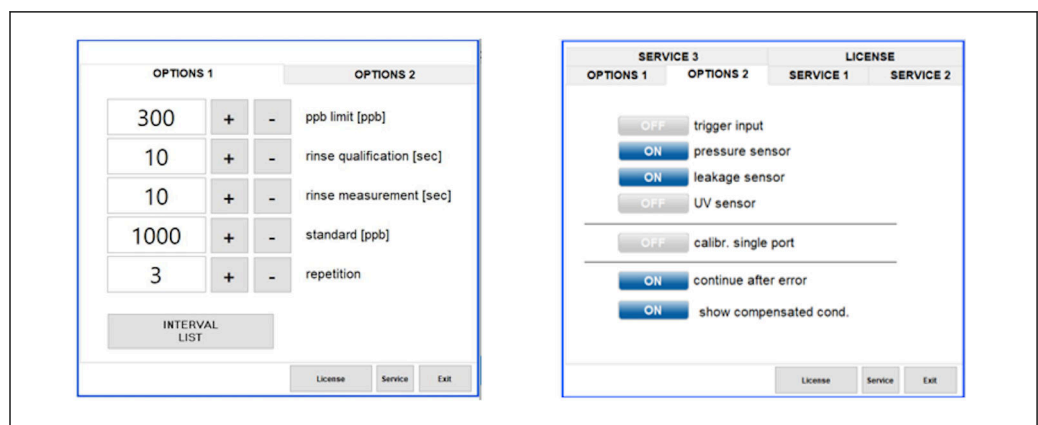 OPTIONS 1 OPTIONS 2
300 + - ppb limit [ppb]
10 + - rinse qualification [sec]
10 + - rinse measurement [sec]
1000 + - standard [ppb]
3 + - repetition
INTERVAL
LIST
License Service Exit
SERVICE 3 LICENSE
OPTIONS 1 OPTIONS 2 SERVICE 1 SERVICE 2
OFF trigger input
ON pressure sensor
ON leakage sensor
OFF UV sensor
OFF calibr. single port
ON continue after error
ON show compensated cond.
License Service Exit